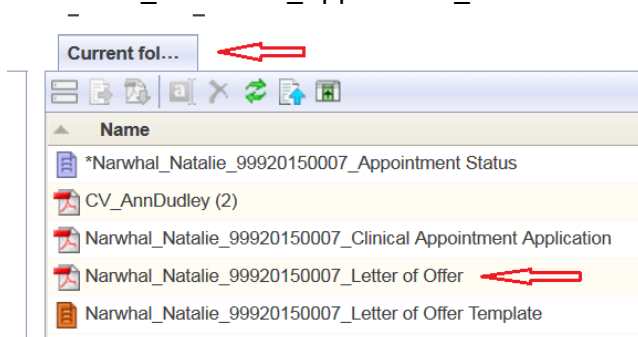 Current fol...
Name
*Narwhal_Natalie_99920150007_Appointment Status
CV_AnnDudley (2)
Narwhal_Natalie_99920150007_Clinical Appointment Application
Narwhal_Natalie_99920150007_Letter of Offer
Narwhal_Natalie_99920150007_Letter of Offer Template